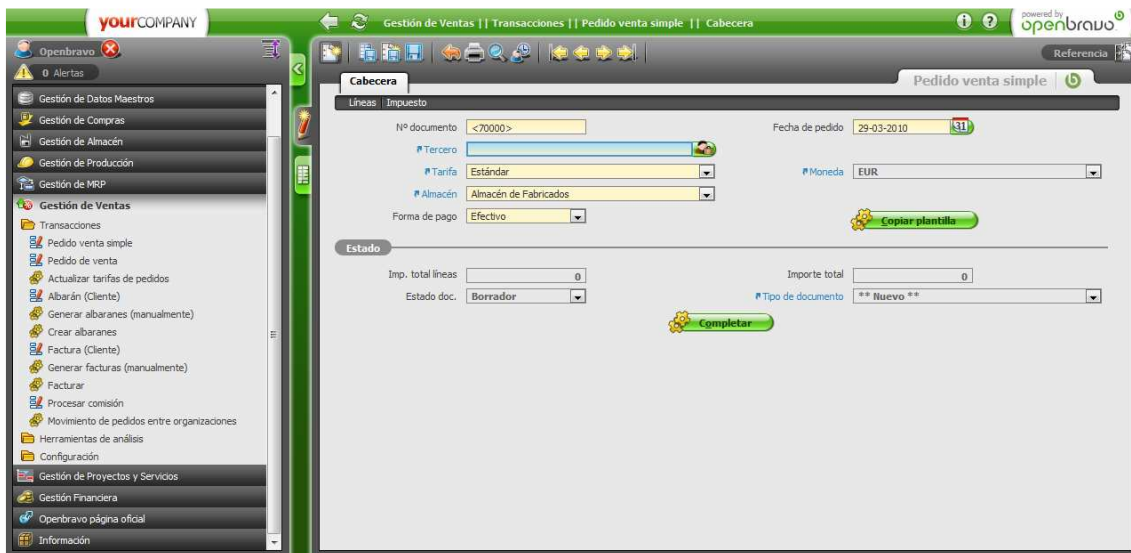 yourCOMPANY
Gestión de Ventas || Transacciones || Pedido venta simple || Cabecera
powered by
openbravo
Openbravo
0 Alertas
Referencia
Gestión de Datos Maestros
Gestión de Compras
Gestión de Almacén
Gestión de Producción
Gestión de MRP
Gestión de Ventas
Transacciones
Pedido venta simple
Pedido de venta
Actualizar tarifas de pedidos
Albarán (Cliente)
Generar albaranes (manualmente)
Crear albaranes
Factura (Cliente)
Generar facturas (manualmente)
Facturar
Procesar comisión
Movimiento de pedidos entre organizaciones
Herramientas de análisis
Configuración
Gestión de Proyectos y Servicios
Gestión Financiera
Openbravo página oficial
Información
Cabecera
Pedido venta simple
Líneas | Impuesto
Nº documento <70000>
Fecha de pedido 29-03-2010 31
Tercero
Tarifa Estándar
Moneda EUR
Almacén Almacén de Fabricados
Forma de pago Efectivo
Copiar plantilla
Estado
Imp. total líneas 0
Importe total 0
Estado doc. Borrador
Tipo de documento ** Nuevo **
Completar